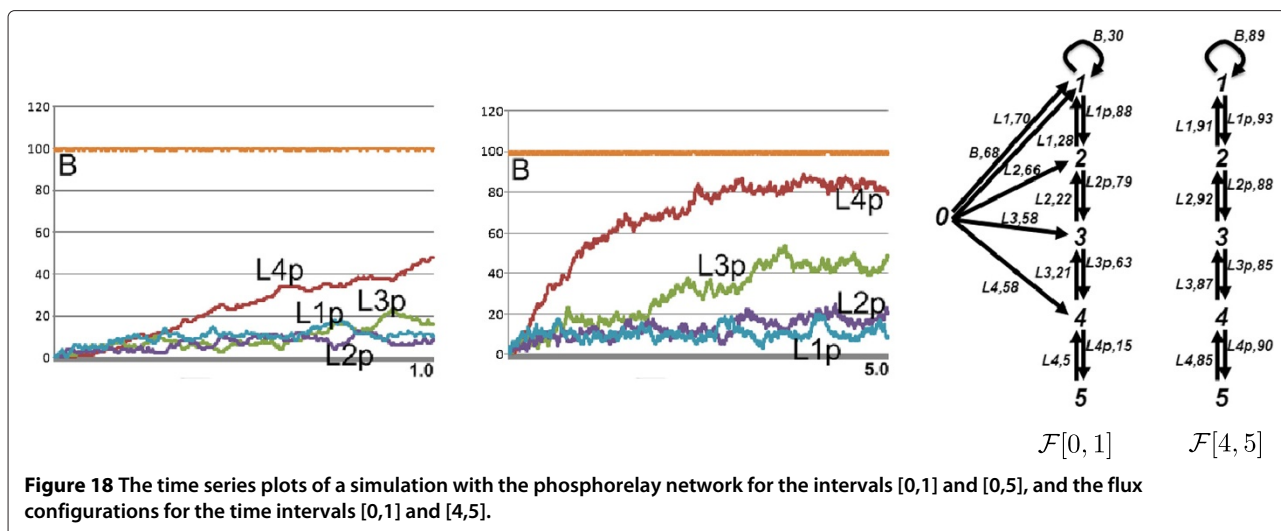 120
100
80
60
40
20
0
B
L4p
L1p
L3p
L2p
1.0
120
100
80
60
40
20
0
B
L4p
L3p
L2p
L1p
5.0
B,30
1
L1,70
B,68
L1,28
L1p,88
2
L2,66
L2,22
L2p,79
0
L3,58
3
L3,21
L3p,63
L4,58
4
L4,5
L4p,15
5
F[0, 1]
B,89
1
L1,91
L1p,93
2
L2,92
L2p,88
3
L3,87
L3p,85
4
L4,85
L4p,90
5
F[4, 5]
Figure 18 The time series plots of a simulation with the phosphorelay network for the intervals [0,1] and [0,5], and the flux
configurations for the time intervals [0,1] and [4,5].